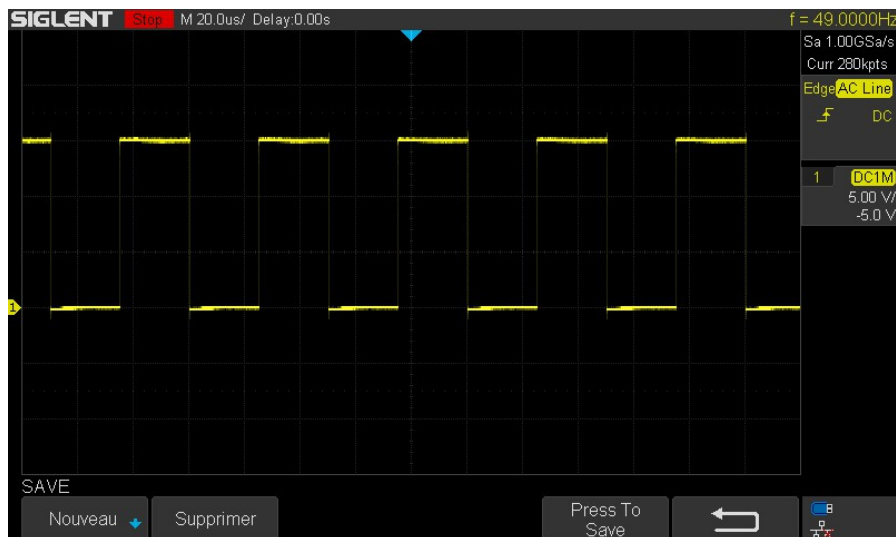 SIGLENT Stop M 20.0us/ Delay:0.00s f = 49.0000Hz
Sa 1.00GSa/s
Curr 280kpts
Edge AC Line
DC
1 DC1M
5.00 V/
-5.0 V
1
SAVE
Nouveau Supprimer Press To
Save